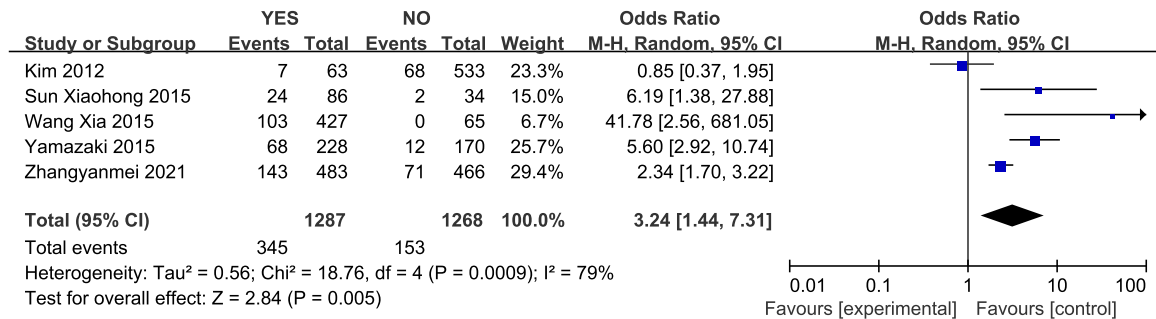 YES NO Odds Ratio Odds Ratio
Study or Subgroup Events Total Events Total Weight M-H, Random, 95% CI M-H, Random, 95% CI
Kim 2012 7 63 68 533 23.3% 0.85 [0.37, 1.95]
Sun Xiaohong 2015 24 86 2 34 15.0% 6.19 [1.38, 27.88]
Wang Xia 2015 103 427 0 65 6.7% 41.78 [2.56, 681.05]
Yamazaki 2015 68 228 12 170 25.7% 5.60 [2.92, 10.74]
Zhangyanmei 2021 143 483 71 466 29.4% 2.34 [1.70, 3.22]
Total (95% CI) 1287 1268 100.0% 3.24 [1.44, 7.31]
Total events 345 153
Heterogeneity: Tau² = 0.56; Chi² = 18.76, df = 4 (P = 0.0009); I² = 79%
Test for overall effect: Z = 2.84 (P = 0.005)
0.01 0.1 1 10 100
Favours [experimental] Favours [control]